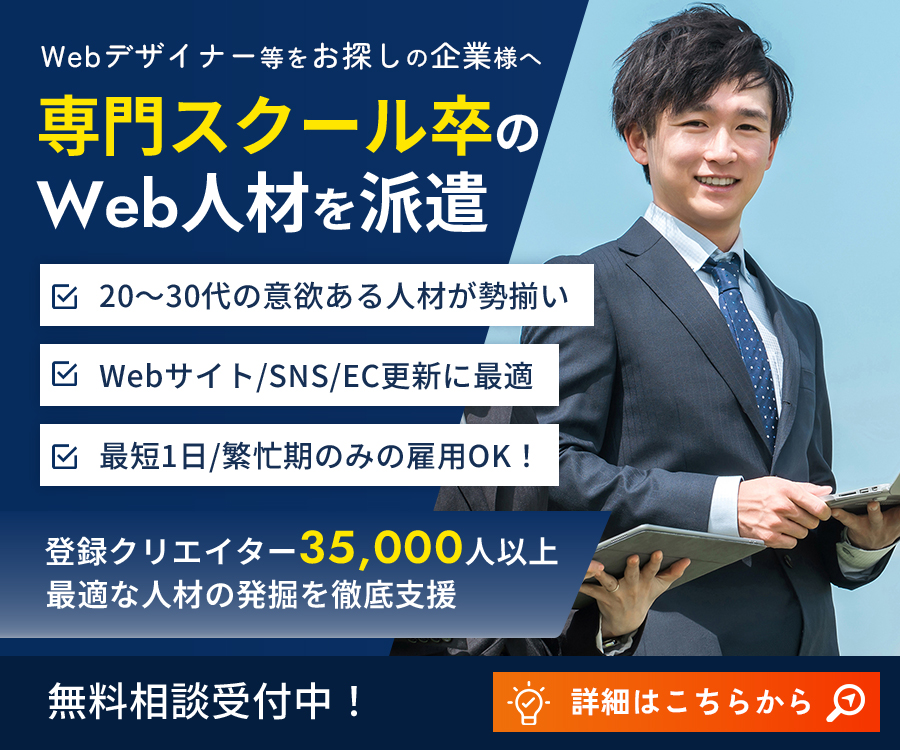 Webデザイナー等をお探しの企業様へ
専門スクール卒の
Web人材を派遣
20〜30代の意欲ある人材が勢揃い
Webサイト/SNS/EC更新に最適
最短1日/繁忙期のみの雇用OK！
登録クリエイター35,000人以上
最適な人材の発掘を徹底支援
無料相談受付中！
詳細はこちらから